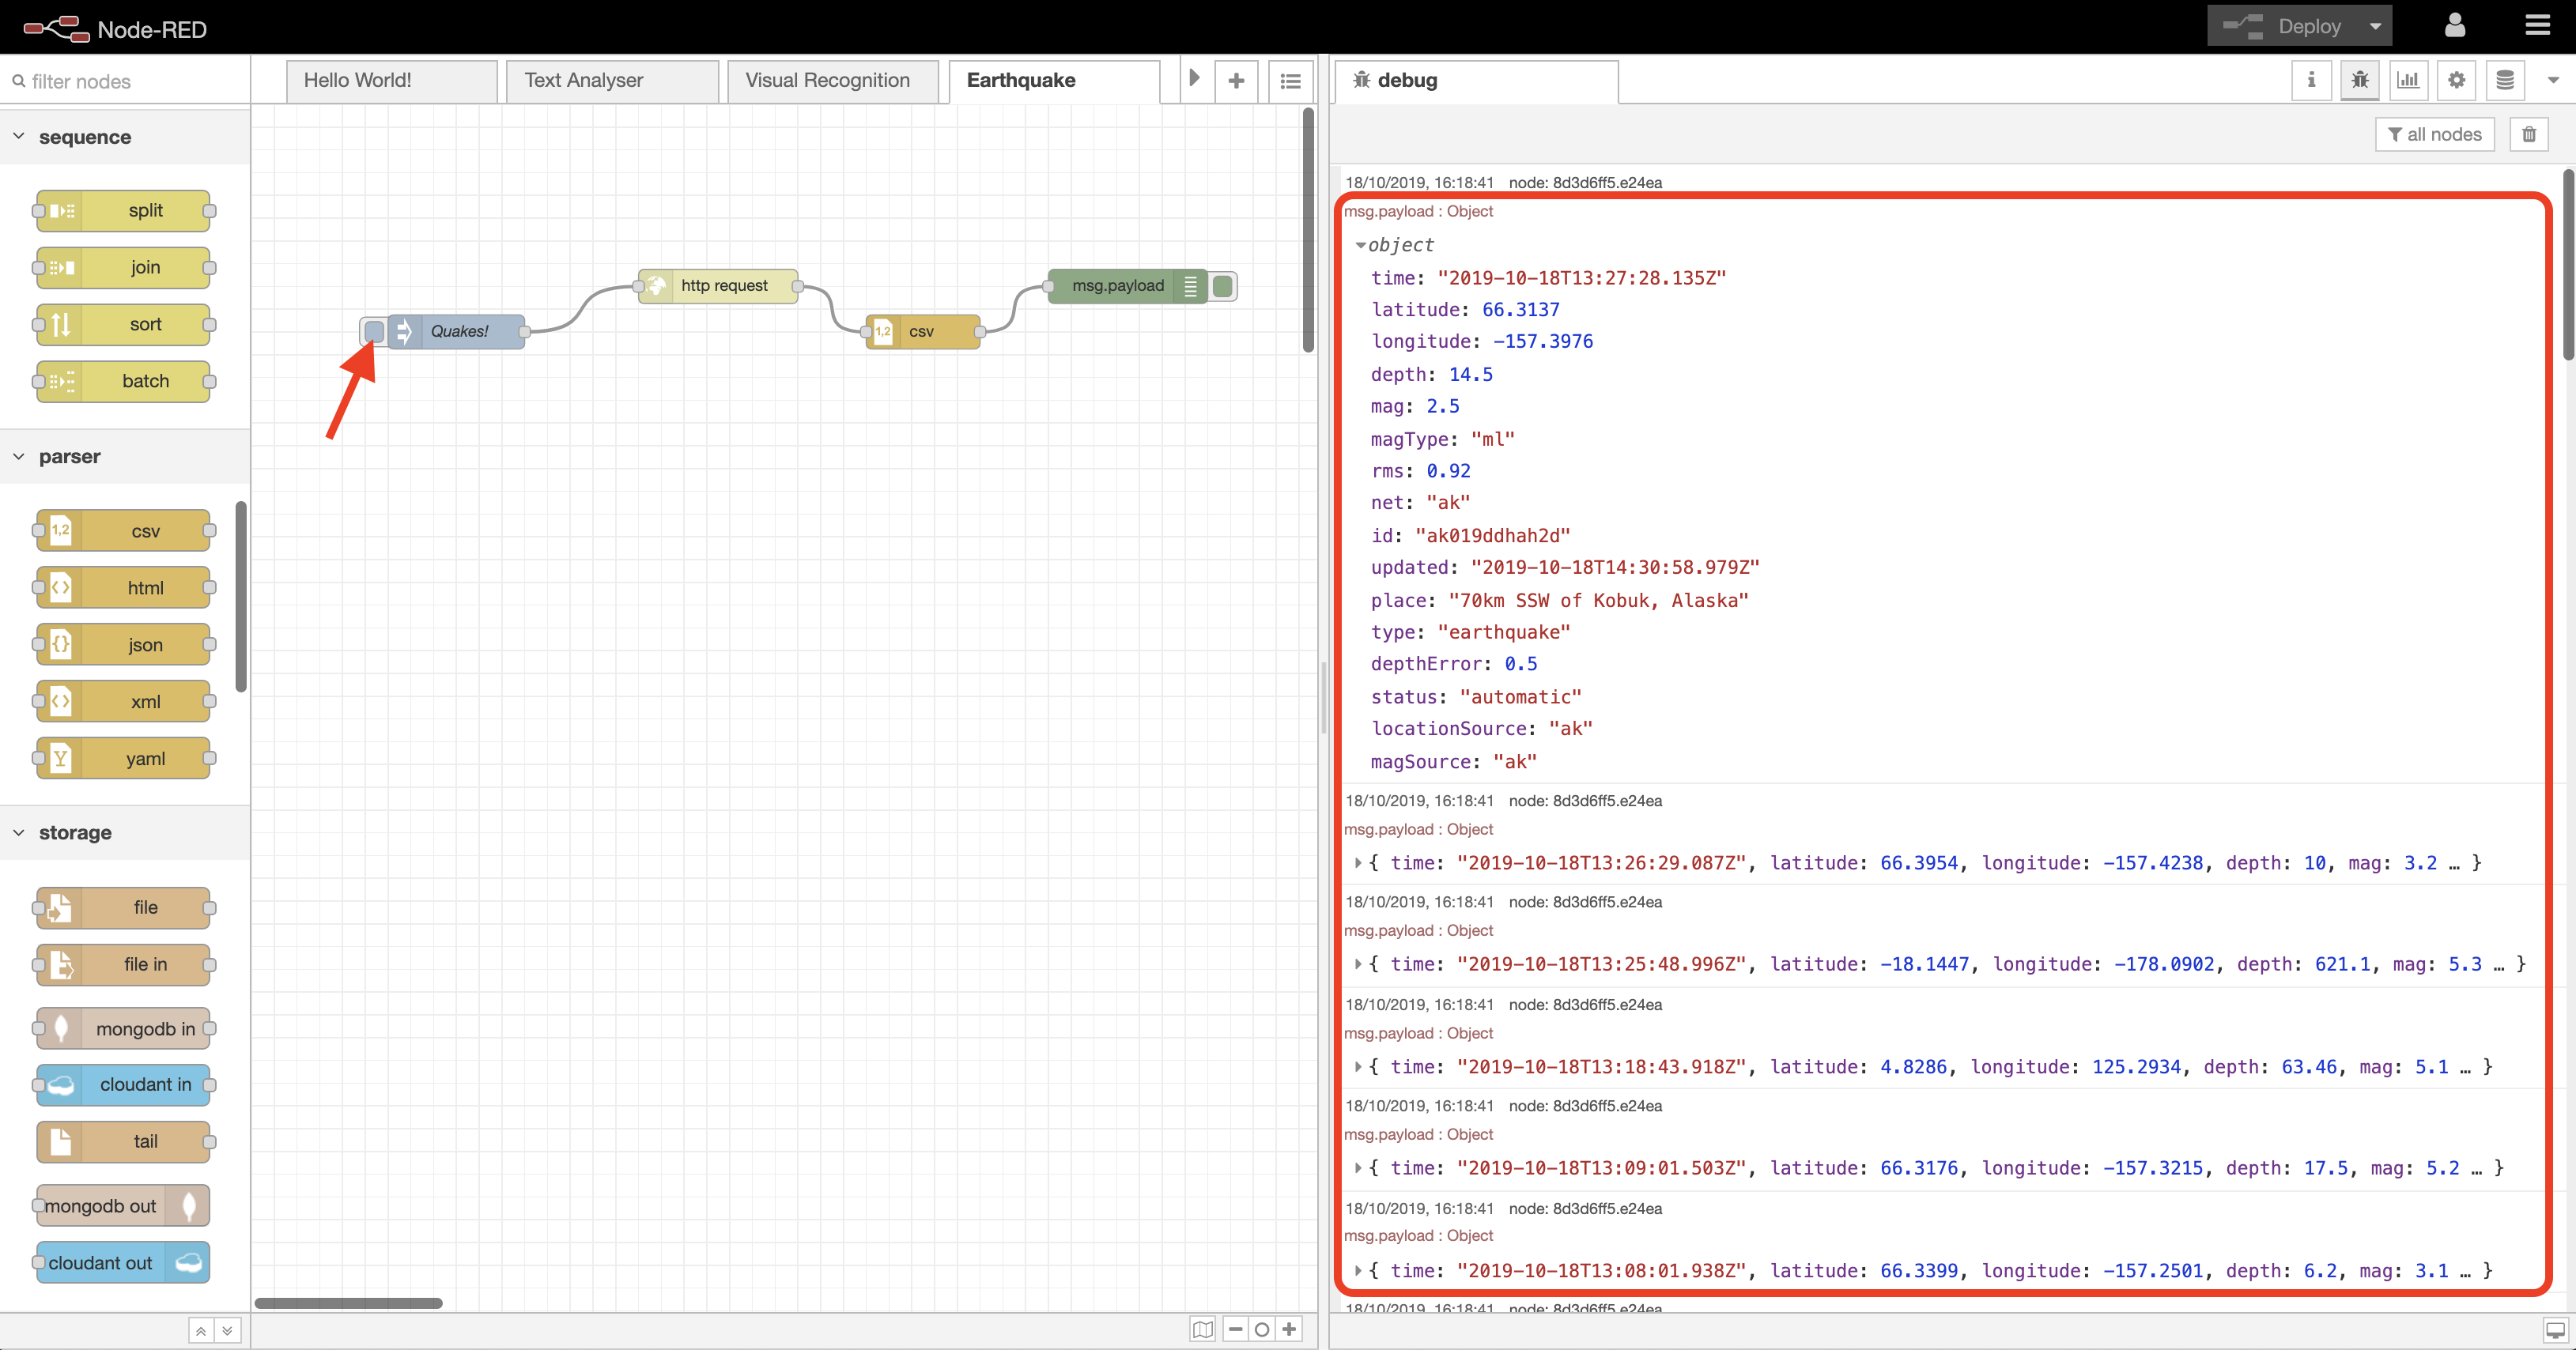 Node-RED
Deploy
filter nodes
Hello World!
Text Analyser
Visual Recognition
Earthquake
debug
i
all nodes
sequence
split
join
sort
batch
parser
1,2 csv
html
json
xml
Y yaml
storage
file
file in
mongodb in
cloudant in
tail
mongodb out
cloudant out
Quakes!
http request
1,2 csv
msg.payload
18/10/2019, 16:18:41 node: 8d3d6ff5.e24ea
msg.payload : Object
object
time: "2019-10-18T13:27:28.135Z"
latitude: 66.3137
longitude: -157.3976
depth: 14.5
mag: 2.5
magType: "ml"
rms: 0.92
net: "ak"
id: "ak019ddhah2d"
updated: "2019-10-18T14:30:58.979Z"
place: "70km SSW of Kobuk, Alaska"
type: "earthquake"
depthError: 0.5
status: "automatic"
locationSource: "ak"
magSource: "ak"
18/10/2019, 16:18:41 node: 8d3d6ff5.e24ea
msg.payload : Object
{ time: "2019-10-18T13:26:29.087Z", latitude: 66.3954, longitude: -157.4238, depth: 10, mag: 3.2 … }
18/10/2019, 16:18:41 node: 8d3d6ff5.e24ea
msg.payload : Object
{ time: "2019-10-18T13:25:48.996Z", latitude: -18.1447, longitude: -178.0902, depth: 621.1, mag: 5.3 … }
18/10/2019, 16:18:41 node: 8d3d6ff5.e24ea
msg.payload : Object
{ time: "2019-10-18T13:18:43.918Z", latitude: 4.8286, longitude: 125.2934, depth: 63.46, mag: 5.1 … }
18/10/2019, 16:18:41 node: 8d3d6ff5.e24ea
msg.payload : Object
{ time: "2019-10-18T13:09:01.503Z", latitude: 66.3176, longitude: -157.3215, depth: 17.5, mag: 5.2 … }
18/10/2019, 16:18:41 node: 8d3d6ff5.e24ea
msg.payload : Object
{ time: "2019-10-18T13:08:01.938Z", latitude: 66.3399, longitude: -157.2501, depth: 6.2, mag: 3.1 … }
18/10/2019, 16:18:41 node: 8d3d6ff5.e24ea